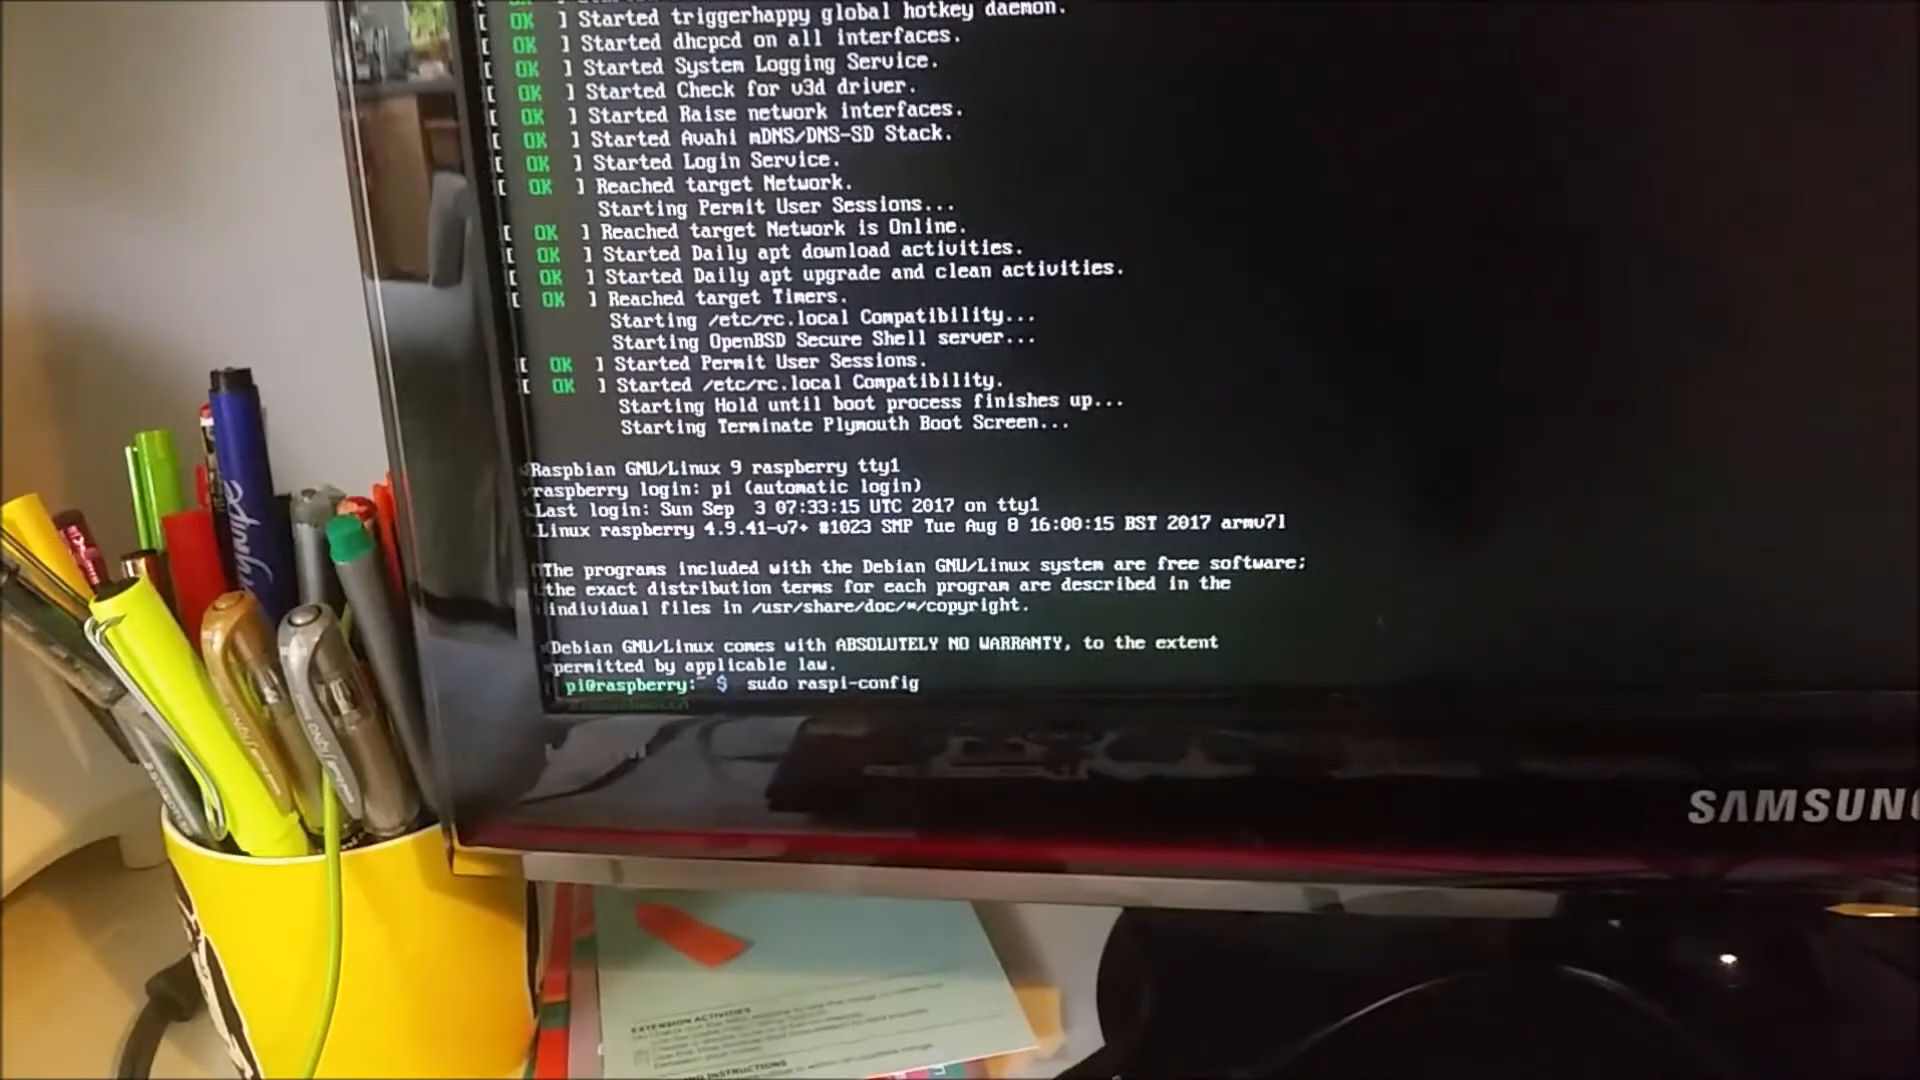 OK ] Started triggerhappy global hotkey daemon.
[ OK ] Started dhcpcd on all interfaces.
[ OK ] Started System Logging Service.
[ OK ] Started Check for v3d driver.
[ OK ] Started Raise network interfaces.
[ OK ] Started Avahi mDNS/DNS-SD Stack.
[ OK ] Started Login Service.
[ OK ] Reached target Network.
Starting Permit User Sessions...
[ OK ] Reached target Network is Online.
[ OK ] Started Daily apt download activities.
[ OK ] Started Daily apt upgrade and clean activities.
[ OK ] Reached target Timers.
Starting /etc/rc.local Compatibility...
Starting OpenBSD Secure Shell server...
[ OK ] Started Permit User Sessions.
[ OK ] Started /etc/rc.local Compatibility.
Starting Hold until boot process finishes up...
Starting Terminate Plymouth Boot Screen...
Raspbian GNU/Linux 9 raspberry tty1
raspberry login: pi (automatic login)
Last login: Sun Sep 3 07:33:15 UTC 2017 on tty1
Linux raspberry 4.9.41-v7+ #1023 SMP Tue Aug 8 16:00:15 BST 2017 armv7l
The programs included with the Debian GNU/Linux system are free software;
the exact distribution terms for each program are described in the
individual files in /usr/share/doc/*/copyright.
Debian GNU/Linux comes with ABSOLUTELY NO WARRANTY, to the extent
permitted by applicable law.
pi@raspberry:~ $ sudo raspi-config
SAMSUNG
EXTENSION ACTIVITIES
INSTRUCTIONS